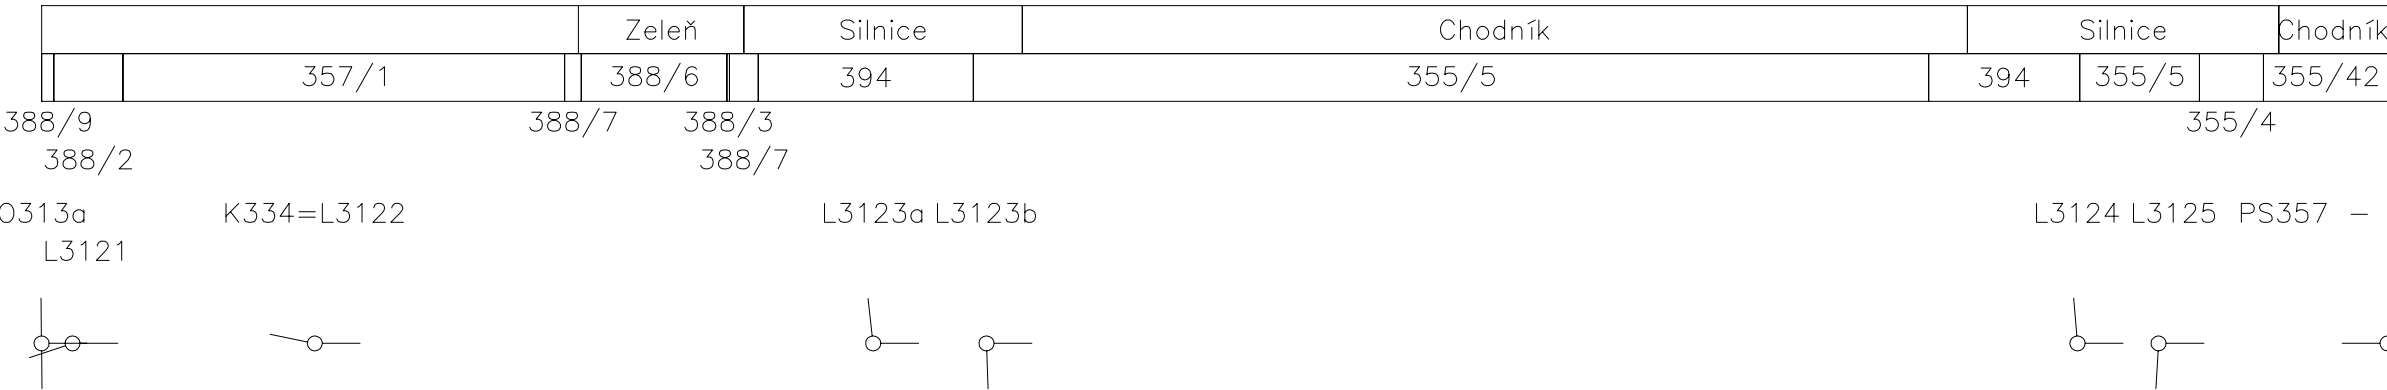 Zeleň Silnice Chodník Silnice Chodník
357/1 388/6 394 355/5 394 355/5 355/42
388/9 388/7 388/3 355/4
388/2 388/7
O313a K334=L3122 L3123a L3123b L3124 L3125 PS357 –
L3121